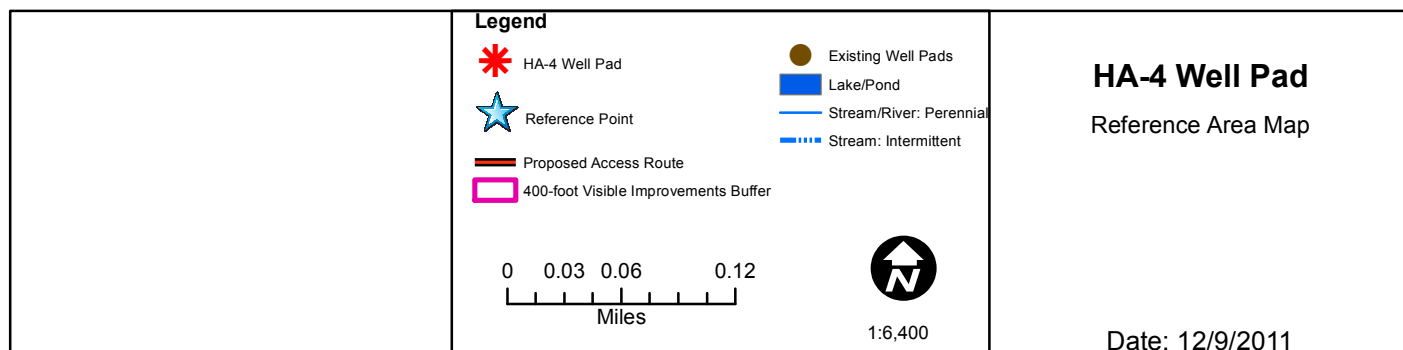 Legend
HA-4 Well Pad
Reference Point
Proposed Access Route
400-foot Visible Improvements Buffer
Existing Well Pads
Lake/Pond
Stream/River: Perennial
Stream: Intermittent
0 0.03 0.06 0.12
Miles
N
1:6,400
HA-4 Well Pad
Reference Area Map
Date: 12/9/2011